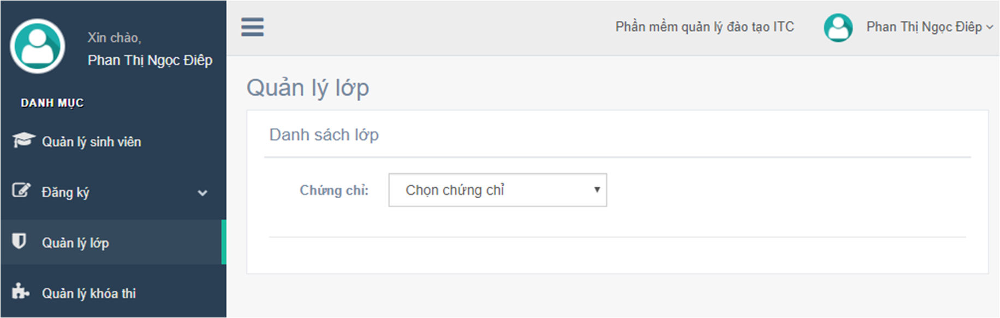 Xin chào,
Phan Thị Ngọc Điêp
DANH MỤC
Quản lý sinh viên
Đăng ký
Quản lý lớp
Quản lý khóa thi
Phần mềm quản lý đào tạo ITC
Phan Thị Ngọc Điêp
Quản lý lớp
Danh sách lớp
Chứng chỉ:
Chọn chứng chỉ